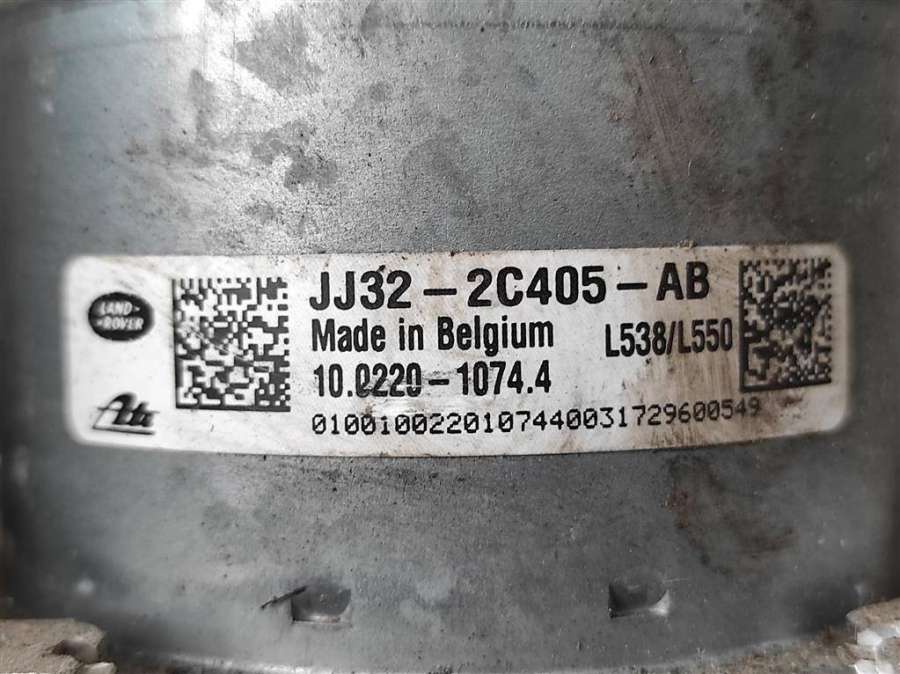 LAND-
-ROVER
JJ32-2C405-AB
Made in Belgium
L538/L550
10.0220-1074.4
Ate
0100100220107440031729600549